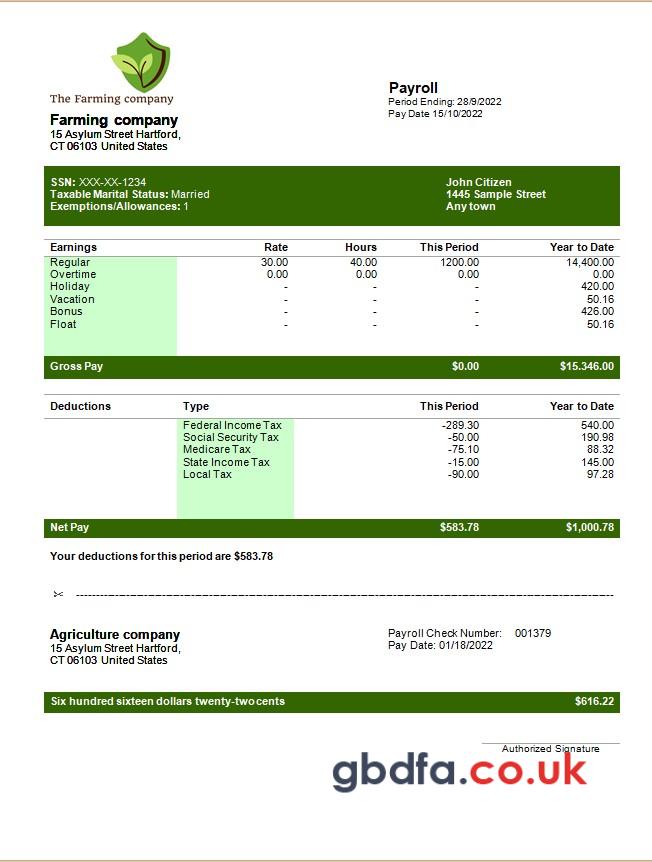 The Farming company
Payroll
Period Ending: 28/9/2022
Pay Date 15/10/2022
Farming company
15 Asylum Street Hartford,
CT 06103 United States
SSN: XXX-XX-1234 John Citizen
Taxable Marital Status: Married 1445 Sample Street
Exemptions/Allowances: 1 Any town
Earnings Rate Hours This Period Year to Date
Regular 30.00 40.00 1200.00 14,400.00
Overtime 0.00 0.00 0.00 0.00
Holiday - - - 420.00
Vacation - - - 50.16
Bonus - - - 426.00
Float - - - 50.16
Gross Pay $0.00 $15.346.00
Deductions Type This Period Year to Date
Federal Income Tax -289.30 540.00
Social Security Tax -50.00 190.98
Medicare Tax -75.10 88.32
State Income Tax -15.00 145.00
Local Tax -90.00 97.28
Net Pay $583.78 $1,000.78
Your deductions for this period are $583.78
Agriculture company
15 Asylum Street Hartford,
CT 06103 United States
Payroll Check Number: 001379
Pay Date: 01/18/2022
Six hundred sixteen dollars twenty-two cents $616.22
Authorized Signature
gbdfa.co.uk